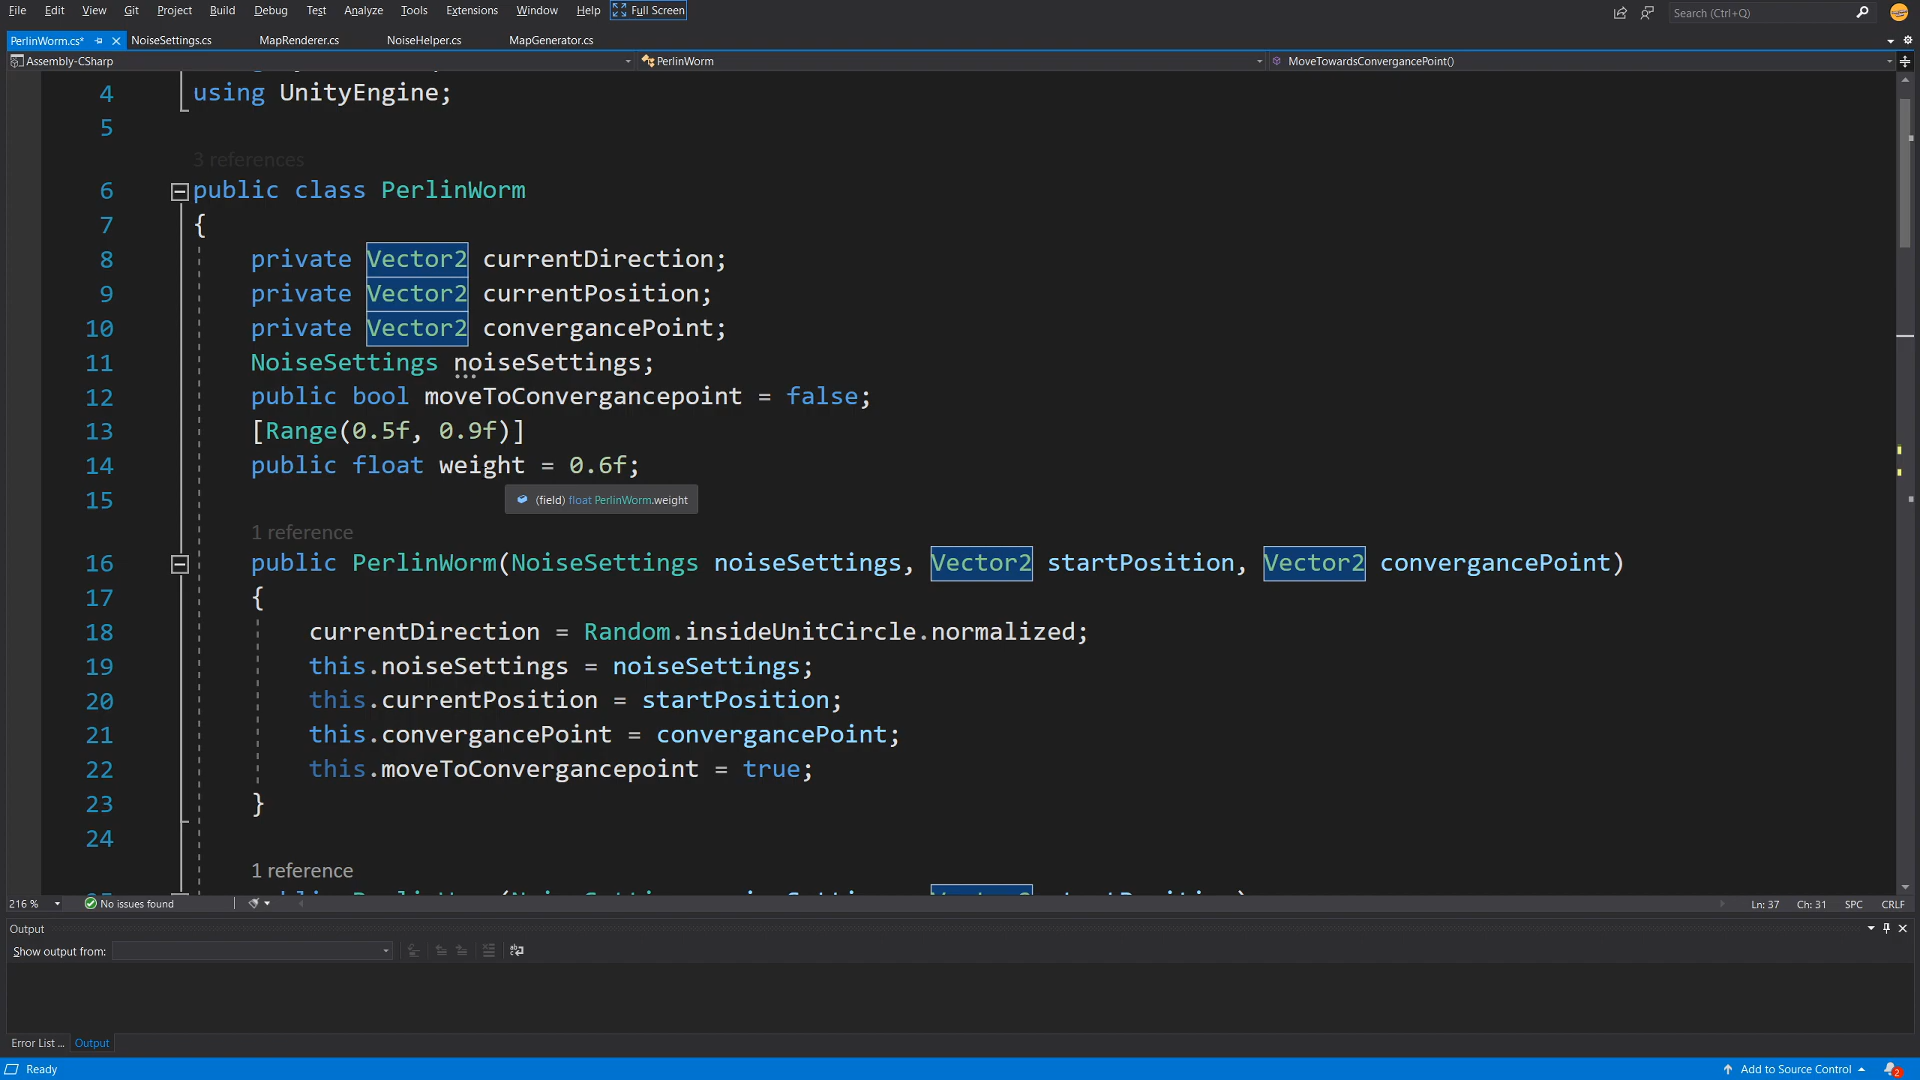 File Edit View Git Project Build Debug Test Analyze Tools Extensions Window Help Full Screen Search (Ctrl+Q)
PerlinWorm.cs* NoiseSettings.cs MapRenderer.cs NoiseHelper.cs MapGenerator.cs
Assembly-CSharp PerlinWorm MoveTowardsConvergancePoint()
4 using UnityEngine;
5
3 references
6 public class PerlinWorm
7 {
8 private Vector2 currentDirection;
9 private Vector2 currentPosition;
10 private Vector2 convergancePoint;
11 NoiseSettings noiseSettings;
12 public bool moveToConvergancepoint = false;
13 [Range(0.5f, 0.9f)]
14 public float weight = 0.6f;
(field) float PerlinWorm.weight
15
1 reference
16 public PerlinWorm(NoiseSettings noiseSettings, Vector2 startPosition, Vector2 convergancePoint)
17 {
18 currentDirection = Random.insideUnitCircle.normalized;
19 this.noiseSettings = noiseSettings;
20 this.currentPosition = startPosition;
21 this.convergancePoint = convergancePoint;
22 this.moveToConvergancepoint = true;
23 }
24
1 reference
216 % No issues found Ln: 37 Ch: 31 SPC CRLF
Output
Show output from:
Error List ... Output
Ready Add to Source Control 2